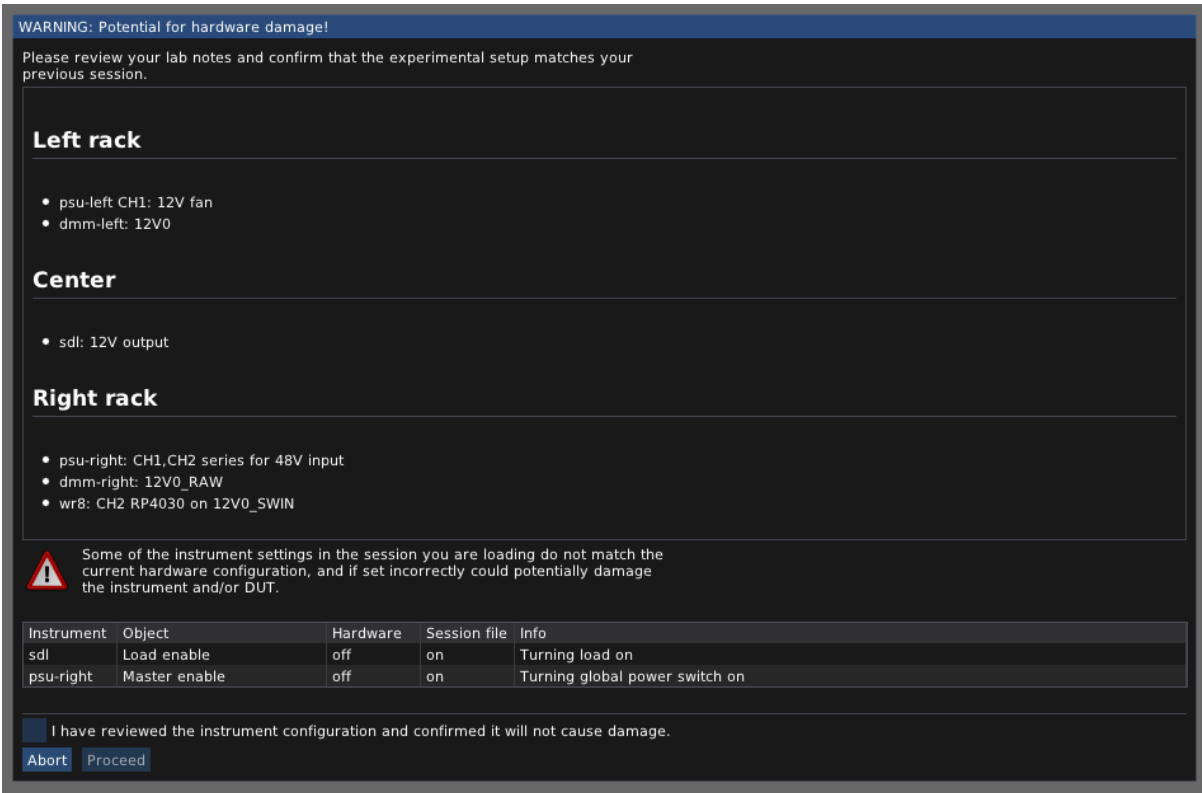 WARNING: Potential for hardware damage!
Please review your lab notes and confirm that the experimental setup matches your
previous session.
Left rack
psu-left CH1: 12V fan
dmm-left: 12V0
Center
sdl: 12V output
Right rack
psu-right: CH1,CH2 series for 48V input
dmm-right: 12V0_RAW
wr8: CH2 RP4030 on 12V0_SWIN
Some of the instrument settings in the session you are loading do not match the
current hardware configuration, and if set incorrectly could potentially damage
the instrument and/or DUT.
Instrument Object Hardware Session file Info
sdl Load enable off on Turning load on
psu-right Master enable off on Turning global power switch on
I have reviewed the instrument configuration and confirmed it will not cause damage.
Abort Proceed